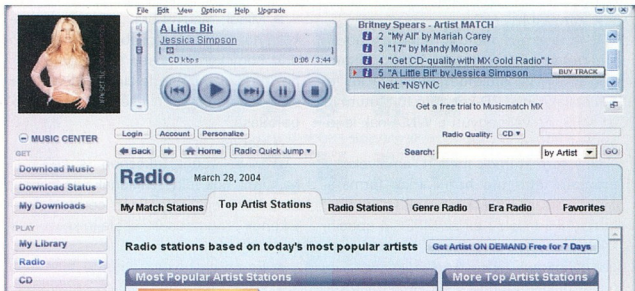 File Edit View Options Help Upgrade
A Little Bit
Jessica Simpson
CD kbps 0:06 / 3:44
Britney Spears - Artist MATCH
2 "My All" by Mariah Carey
3 "17" by Mandy Moore
4 "Get CD-quality with MX Gold Radio" t
5 "A Little Bit" by Jessica Simpson BUY TRACK
Next: *NSYNC
Get a free trial to Musicmatch MX
MUSIC CENTER
GET
Download Music
Download Status
My Downloads
PLAY
My Library
Radio
CD
Login Account Personalize
Radio Quality: CD
Back Home Radio Quick Jump
Search: by Artist GO
Radio March 28, 2004
My Match Stations Top Artist Stations Radio Stations Genre Radio Era Radio Favorites
Radio stations based on today's most popular artists Get Artist ON DEMAND Free for 7 Days
Most Popular Artist Stations More Top Artist Stations